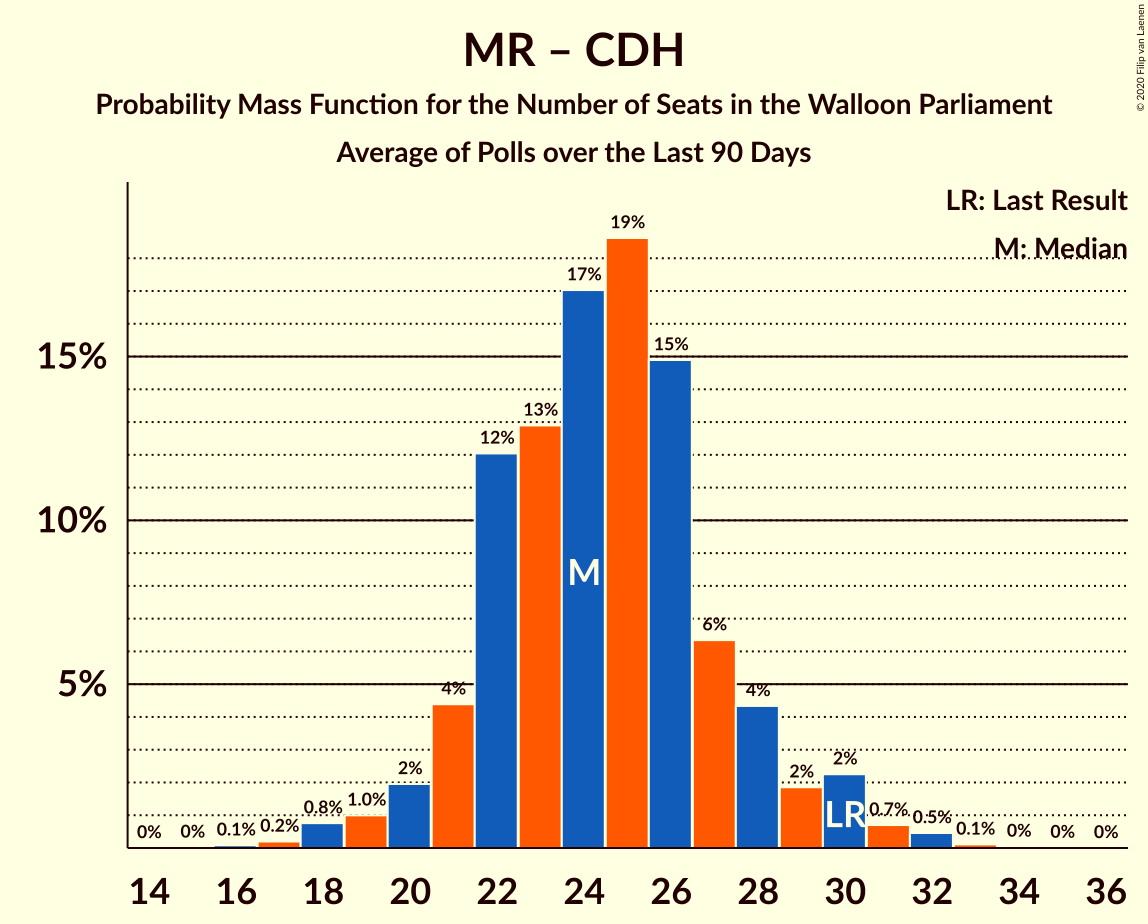 MR – CDH
Probability Mass Function for the Number of Seats in the Walloon Parliament
Average of Polls over the Last 90 Days
© 2020 Filip van Laenen
LR: Last Result
M: Median
15%
10%
5%
0%
0%
0.1%
0.2%
0.8%
1.0%
2%
4%
12%
13%
17%
19%
15%
6%
4%
2%
2%
0.7%
0.5%
0.1%
0%
0%
0%
M
LR
14 16 18 20 22 24 26 28 30 32 34 36